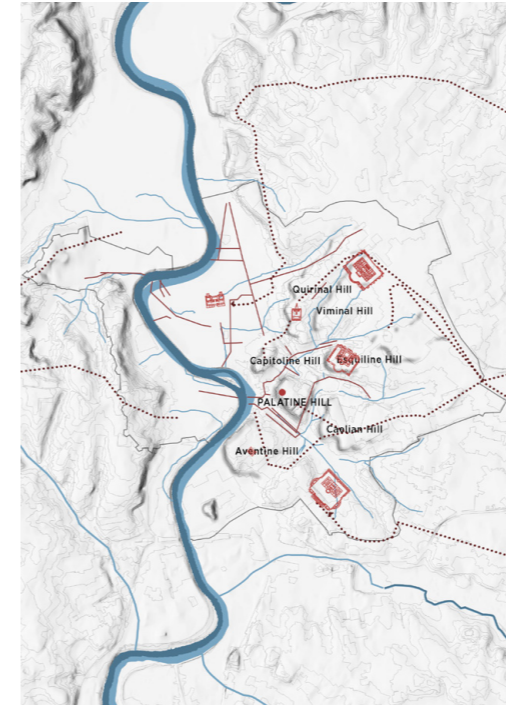 Quirinal Hill
Viminal Hill
Capitoline Hill
Esquiline Hill
PALATINE HILL
Caelian Hill
Aventine Hill